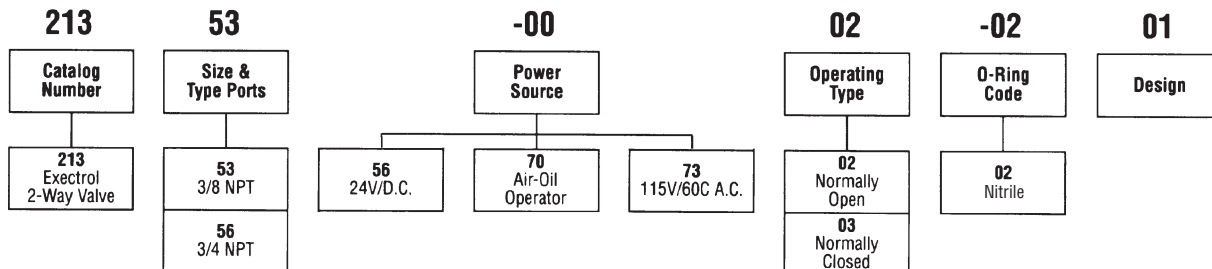 213 53 -00 02 -02 01
Catalog
Number
Size &
Type Ports
Power
Source
Operating
Type
O-Ring
Code
Design
213
Exectrol
2-Way Valve
53
3/8 NPT
56
3/4 NPT
56
24V/D.C.
70
Air-Oil
Operator
73
115V/60C A.C.
02
Normally
Open
03
Normally
Closed
02
Nitrile